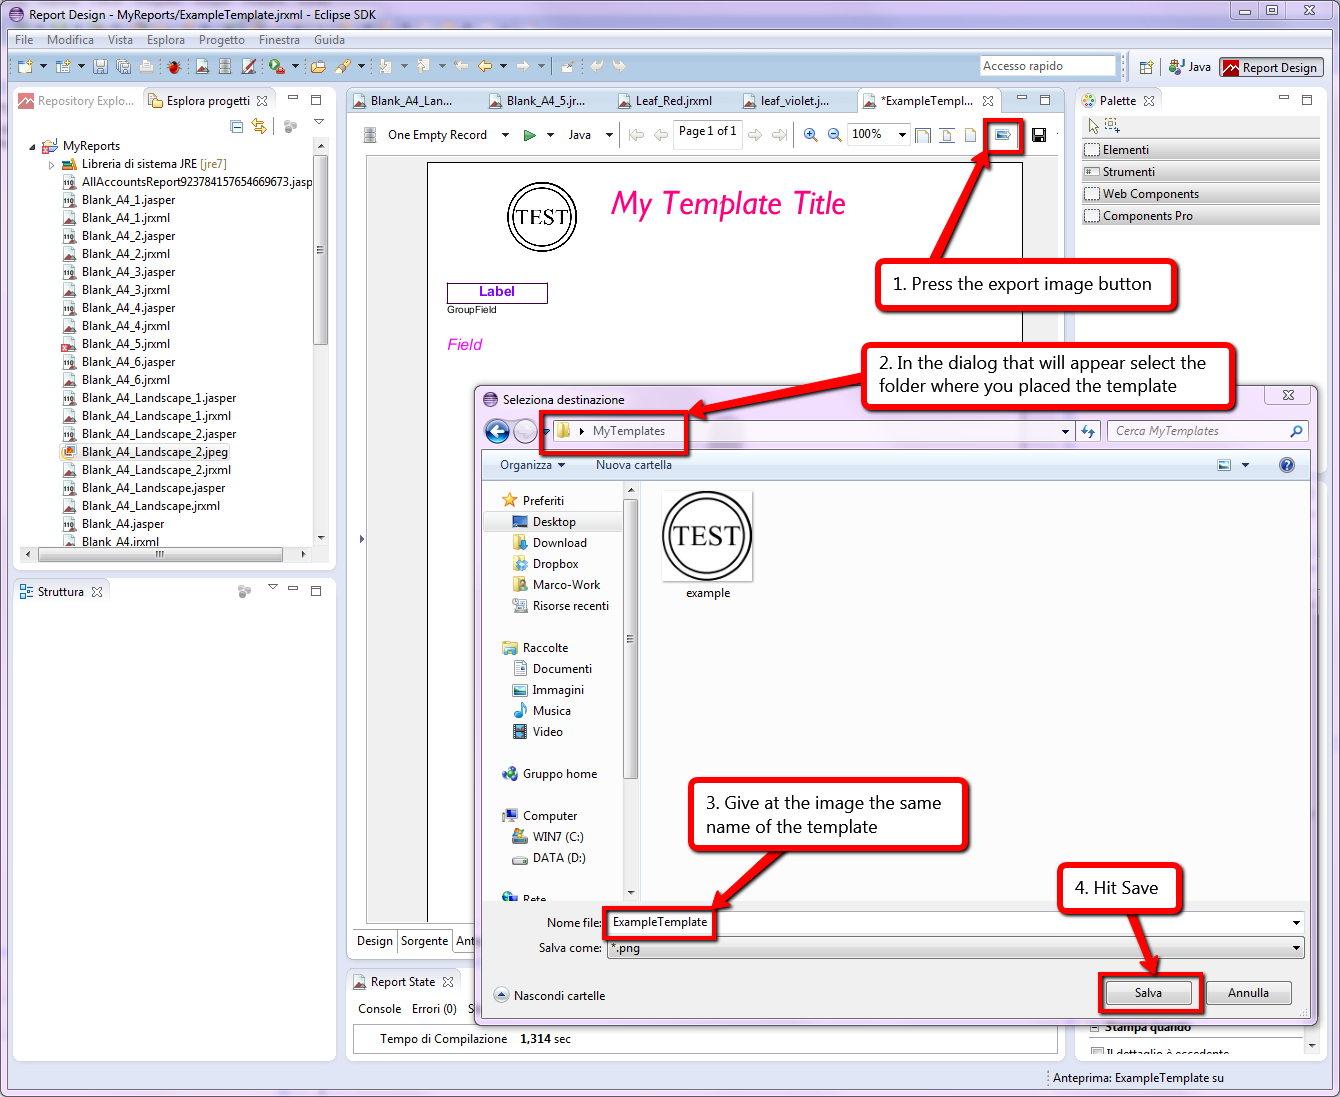 Report Design - MyReports/ExampleTemplate.jrxml - Eclipse SDK
File Modifica Vista Esplora Progetto Finestra Guida
Accesso rapido
Java
Report Design
Repository Explo...
Esplora progetti
MyReports
Libreria di sistema JRE [jre7]
AllAccountsReport923784157654669673.jasp
Blank_A4_1.jasper
Blank_A4_1.jrxml
Blank_A4_2.jasper
Blank_A4_2.jrxml
Blank_A4_3.jasper
Blank_A4_3.jrxml
Blank_A4_4.jasper
Blank_A4_4.jrxml
Blank_A4_5.jrxml
Blank_A4_6.jasper
Blank_A4_6.jrxml
Blank_A4_Landscape_1.jasper
Blank_A4_Landscape_1.jrxml
Blank_A4_Landscape_2.jasper
Blank_A4_Landscape_2.jpeg
Blank_A4_Landscape_2.jrxml
Blank_A4_Landscape.jasper
Blank_A4_Landscape.jrxml
Blank_A4.jasper
Blank_A4.jrxml
Struttura
Blank_A4_Lan...
Blank_A4_5.jr...
Leaf_Red.jrxml
leaf_violet.j...
*ExampleTempl...
One Empty Record
Java
Page 1 of 1
100%
TEST
My Template Title
Label
GroupField
Field
Palette
Elementi
Strumenti
Web Components
Components Pro
1. Press the export image button
2. In the dialog that will appear select the
folder where you placed the template
Seleziona destinazione
MyTemplates
Cerca MyTemplates
Organizza
Nuova cartella
Preferiti
Desktop
Download
Dropbox
Marco-Work
Risorse recenti
Raccolte
Documenti
Immagini
Musica
Video
Gruppo home
Computer
WIN7 (C:)
DATA (D:)
Rete
TEST
example
3. Give at the image the same
name of the template
4. Hit Save
Nome file: ExampleTemplate
Salva come: *.png
Nascondi cartelle
Salva
Annulla
Design
Sorgente
Ant
Report State
Console
Errori (0)
S
Tempo di Compilazione 1,314 sec
Stampa quando
Il dettaglio è eccedente
Anteprima: ExampleTemplate su